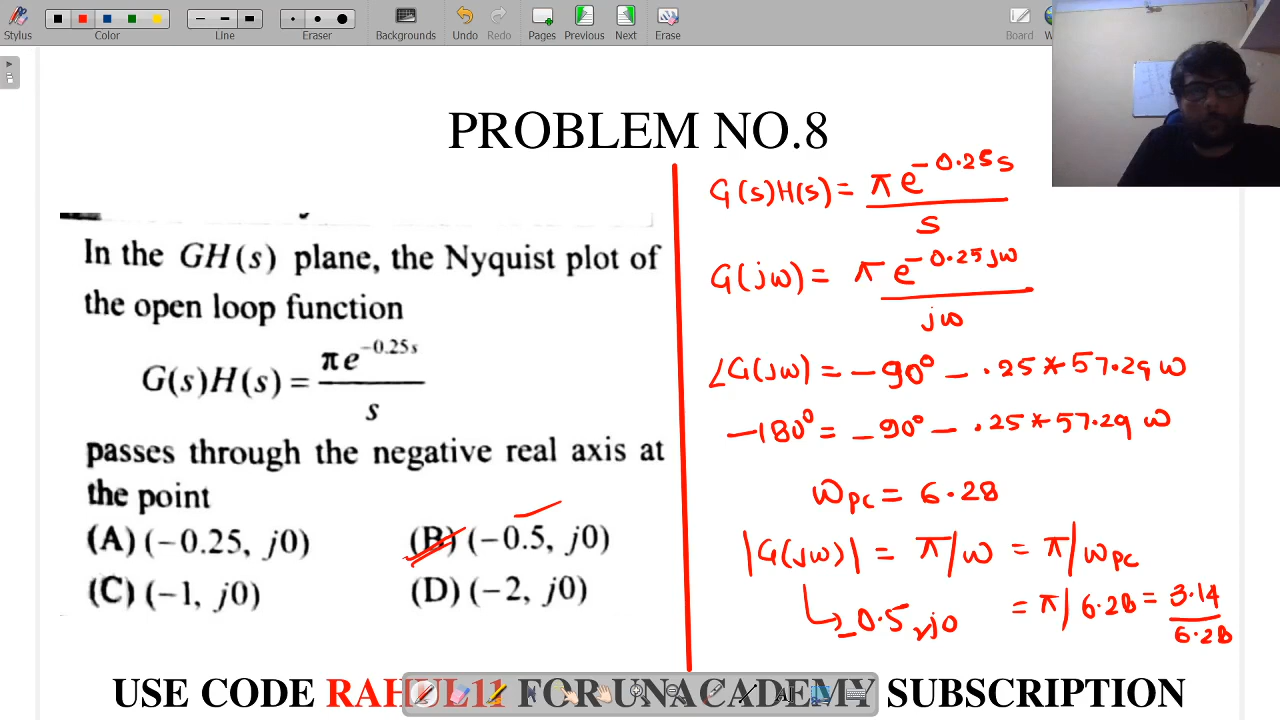 Stylus
Color
Line
Eraser
Backgrounds
Undo
Redo
Pages
Previous
Next
Erase
Board
PROBLEM NO.8
In the GH(s) plane, the Nyquist plot of
the open loop function
G(s)H(s) = πe^{-0.25s} / s
passes through the negative real axis at
the point
(A) (−0.25, j0)
(B) (−0.5, j0)
(C) (−1, j0)
(D) (−2, j0)
G(s)H(s) = πe^{-0.25s} / s
G(jω) = πe^{-0.25jω} / jω
∠G(jω) = −90° − .25*57.29ω
−180° = −90° − .25*57.29ω
ωpc = 6.28
|G(jω)| = π/ω = π/ωpc
= π/6.28 = 3.14/6.28
−0.5, j0
USE CODE RAHUL11 FOR UNACADEMY SUBSCRIPTION